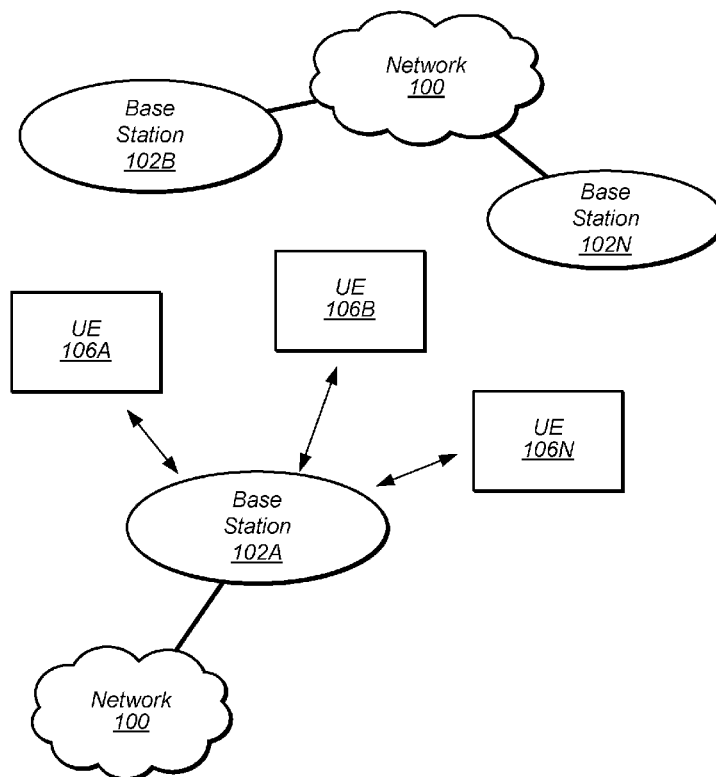 Network
100
Base
Station
102B
Base
Station
102N
UE
106B
UE
106A
UE
106N
Base
Station
102A
Network
100